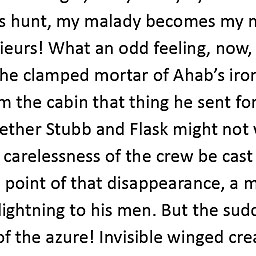 s hunt, my malady becomes my m
ieurs! What an odd feeling, now,
he clamped mortar of Ahab’s iron
m the cabin that thing he sent for
ether Stubb and Flask might not
carelessness of the crew be cast
point of that disappearance, a m
lightning to his men. But the sudd
of the azure! Invisible winged crea